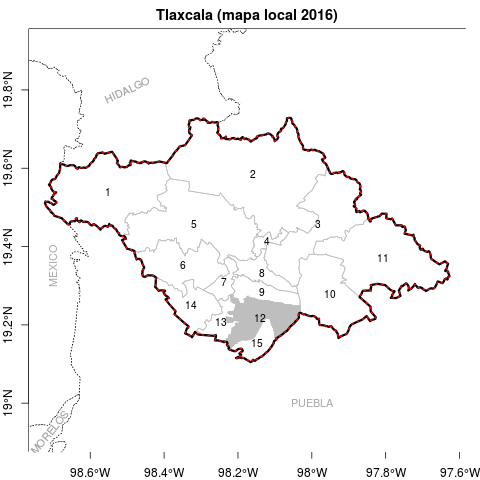 Tlaxcala (mapa local 2016)
HIDALGO
19.8°N
19.6°N
19.4°N
19.2°N
19°N
MEXICO
MORELOS
PUEBLA
1
2
3
4
5
6
7
8
9
10
11
12
13
14
15
98.6°W
98.4°W
98.2°W
98°W
97.8°W
97.6°W